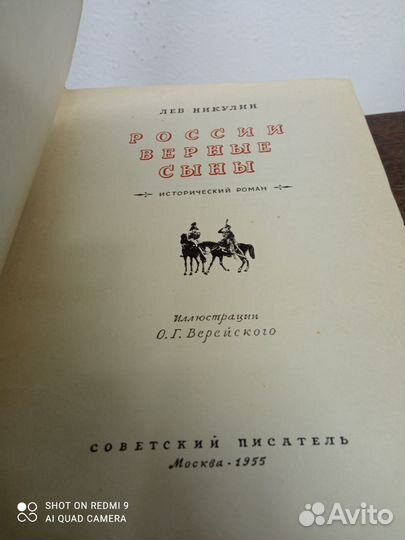 ЛЕВ НИКУЛИН
РОССИИ
ВЕРНЫЕ
СЫНЫ
ИСТОРИЧЕСКИЙ РОМАН
Иллюстрации
О.Г. Верейского
СОВЕТСКИЙ ПИСАТЕЛЬ
Москва - 1955
SHOT ON REDMI 9
AI QUAD CAMERA
Avito